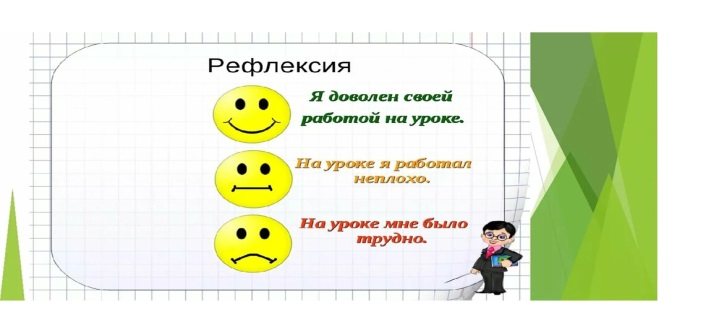 Рефлексия
Я доволен своей
работой на уроке.
На уроке я работал
неплохо.
На уроке мне было
трудно.